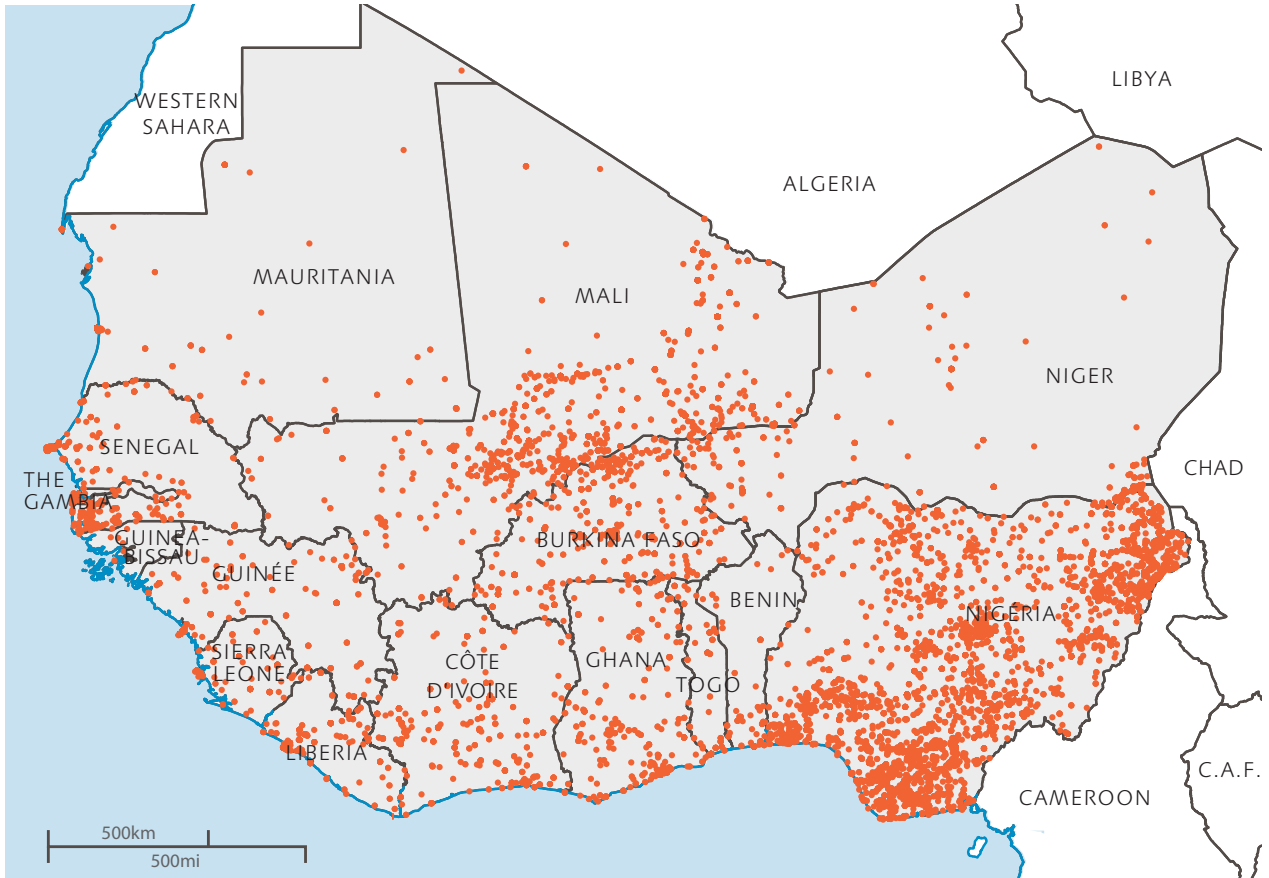 LIBYA
WESTERN
SAHARA
ALGERIA
MAURITANIA
MALI
NIGER
SENEGAL
CHAD
THE
GAMBIA
GUINEA-
BISSAU
BURKINA FASO
GUINÉE
BENIN
NIGERIA
SIERRA
LEONE
CÔTE
D'IVOIRE
GHANA
TOGO
LIBERIA
C.A.F.
CAMEROON
500km
500mi